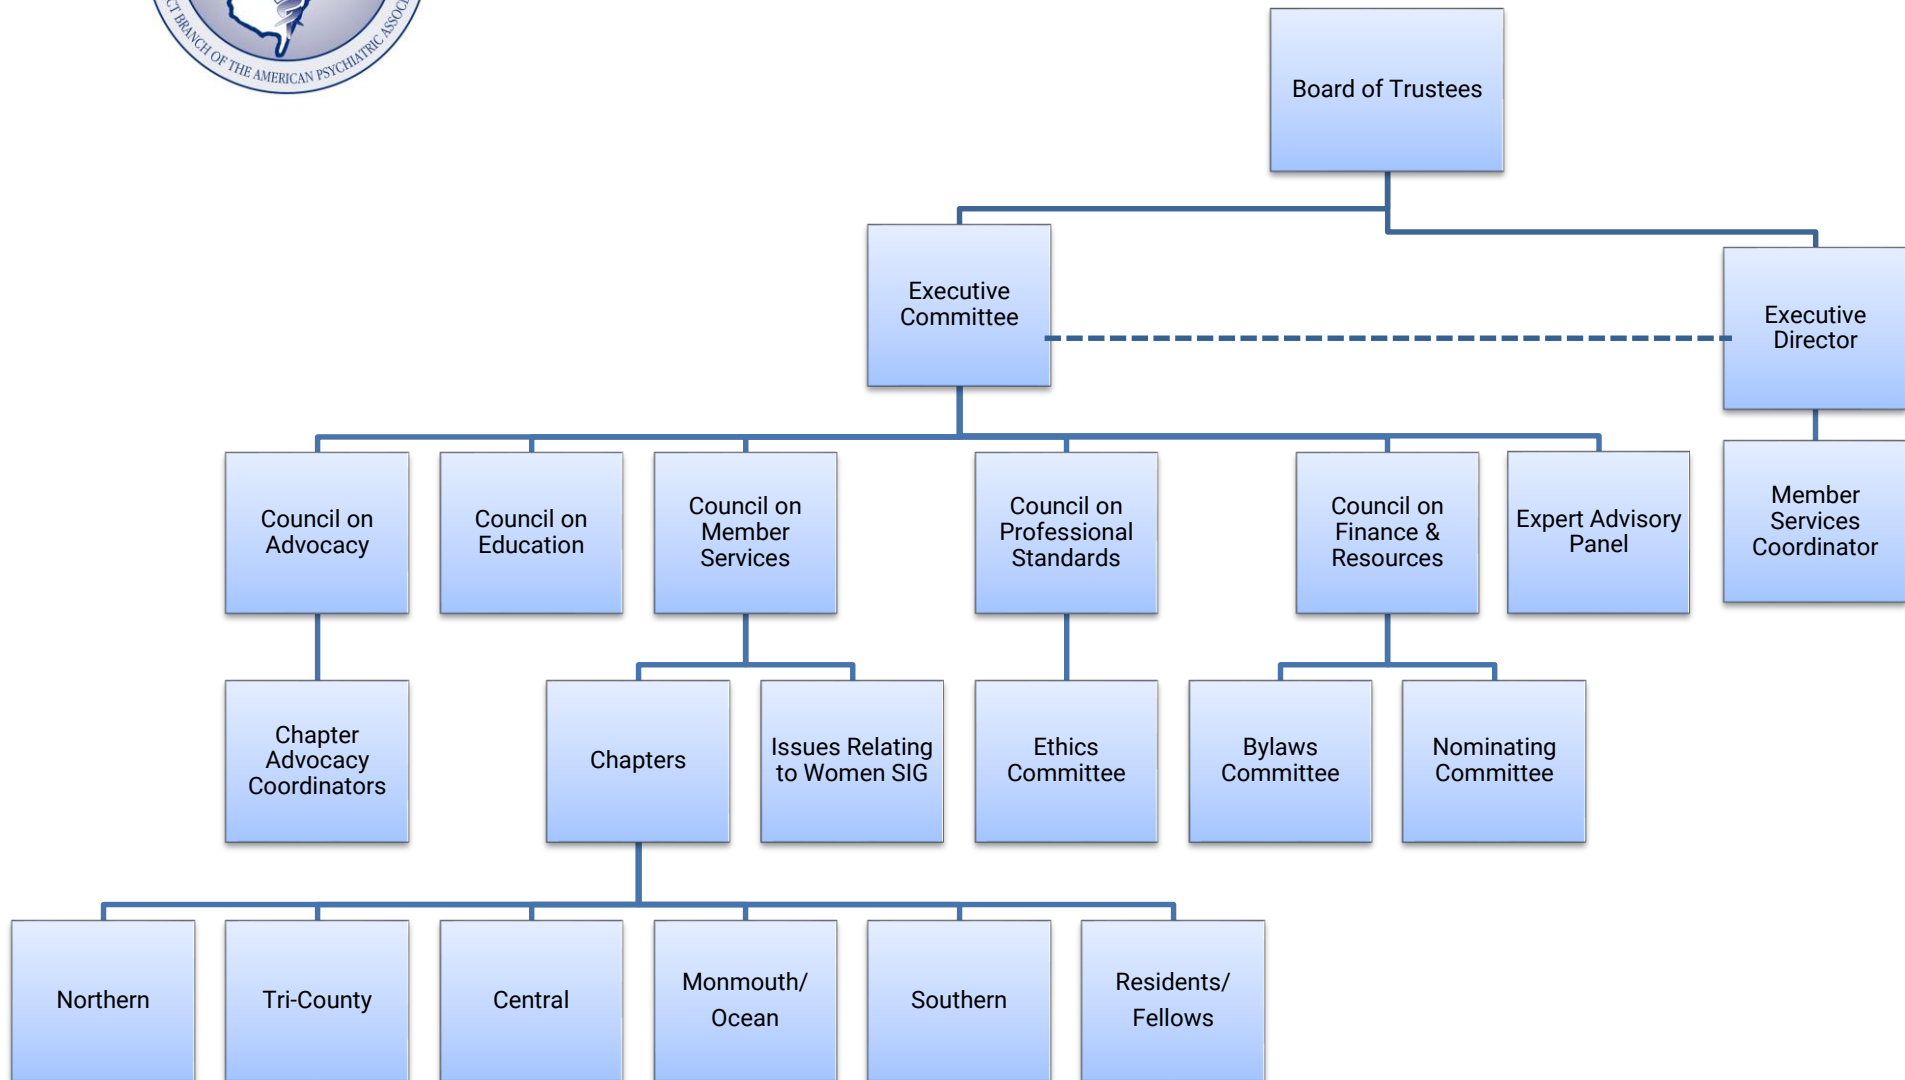 BRANCH OF THE AMERICAN PSYCHIATRIC
Board of Trustees
Executive
Committee
Executive
Director
Council on
Advocacy
Council on
Education
Council on
Member
Services
Council on
Professional
Standards
Council on
Finance &
Resources
Expert Advisory
Panel
Member
Services
Coordinator
Chapter
Advocacy
Coordinators
Chapters
Issues Relating
to Women SIG
Ethics
Committee
Bylaws
Committee
Nominating
Committee
Northern
Tri-County
Central
Monmouth/
Ocean
Southern
Residents/
Fellows